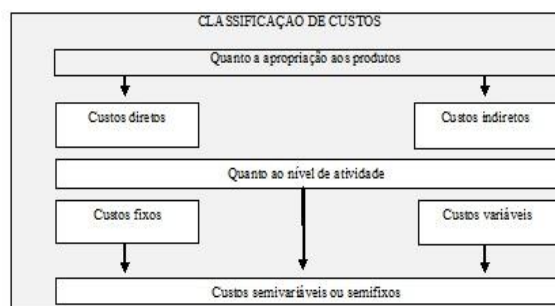 CLASSIFICAÇAO DE CUSTOS
Quanto a apropriação aos produtos
Custos diretos
Custos indiretos
Quanto ao nível de atividade
Custos fixos
Custos variáveis
Custos semivariáveis ou semifixos